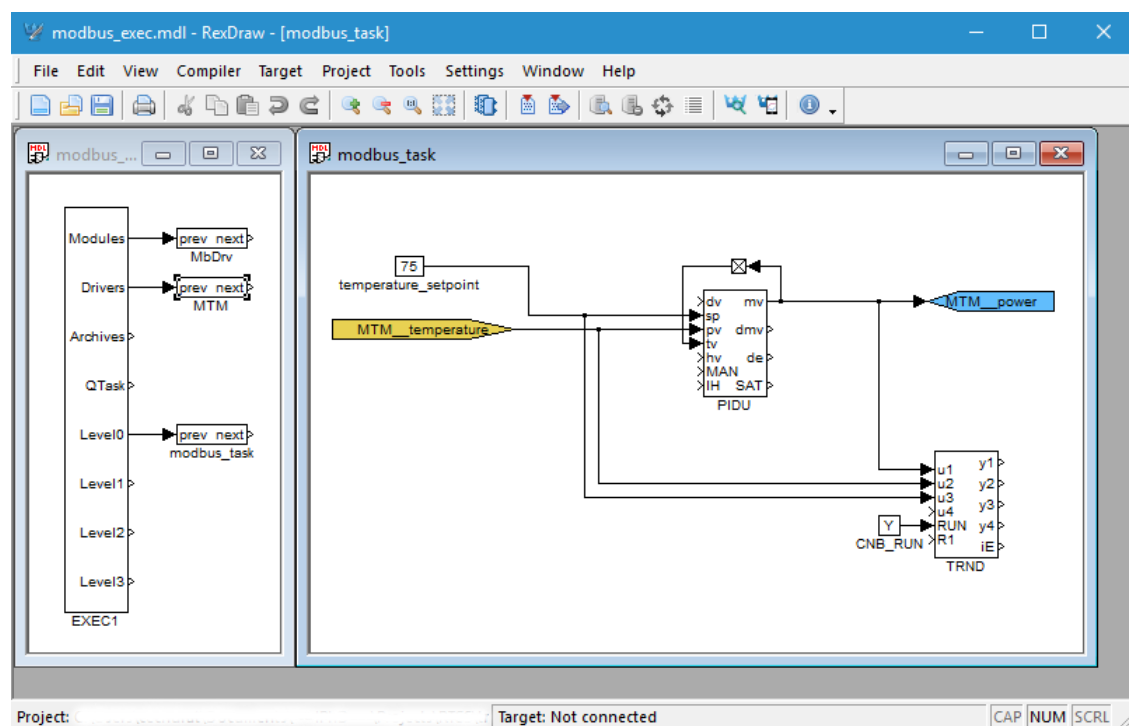 modbus_exec.mdl - RexDraw - [modbus_task]
File Edit View Compiler Target Project Tools Settings Window Help
modbus_...
Modules
prev next
MbDrv
Drivers
prev next
MTM
Archives
QTask
Level0
prev next
modbus_task
Level1
Level2
Level3
EXEC1
modbus_task
75
temperature_setpoint
MTM__temperature
dv mv
sp
pv dmv
tv
hv de
MAN
IH SAT
PIDU
MTM__power
u1 y1
u2 y2
u3 y3
u4
Y
RUN y4
CNB_RUN
R1 iE
TRND
Project:
Target: Not connected
CAP NUM SCRL